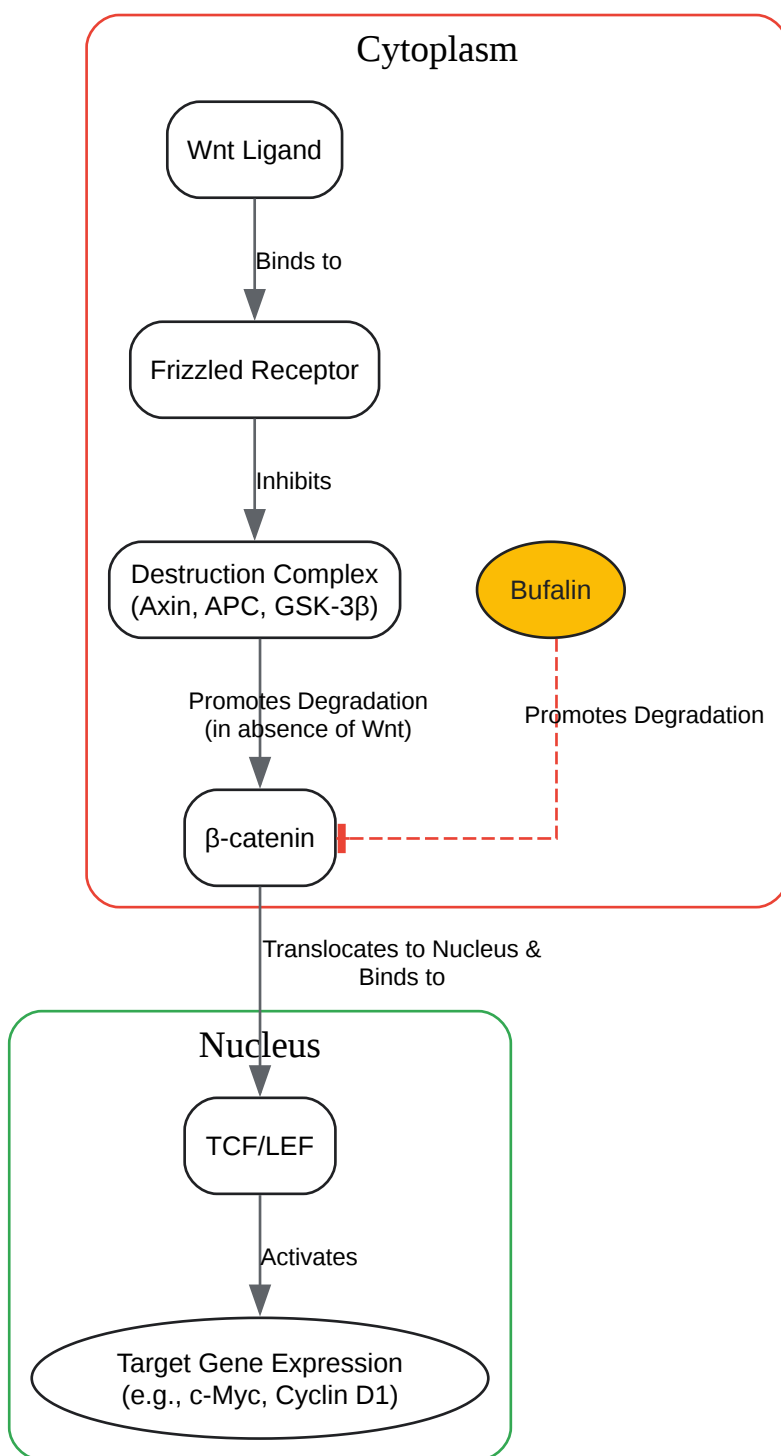 Cytoplasm
Wnt Ligand
Binds to
Frizzled Receptor
Inhibits
Destruction Complex
(Axin, APC, GSK-3β)
Bufalin
Promotes Degradation
(in absence of Wnt)
Promotes Degradation
β-catenin
Translocates to Nucleus &
Binds to
Nucleus
TCF/LEF
Activates
Target Gene Expression
(e.g., c-Myc, Cyclin D1)